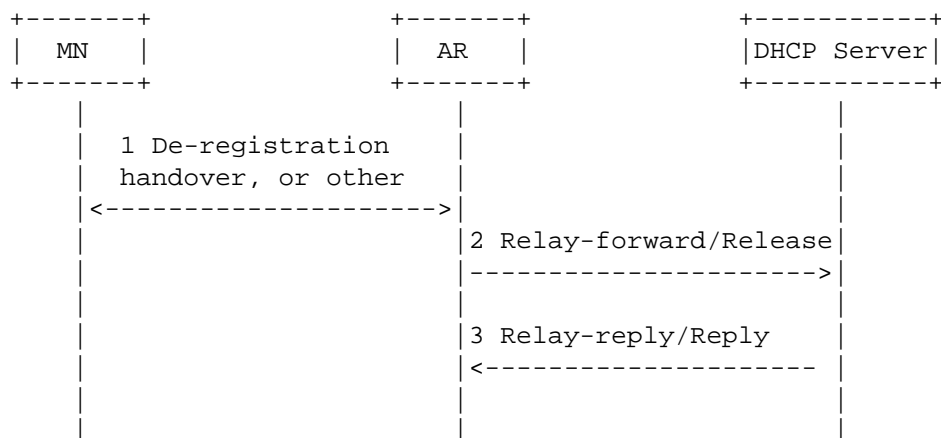 MN AR DHCP Server
1 De-registration
handover, or other
2 Relay-forward/Release
3 Relay-reply/Reply